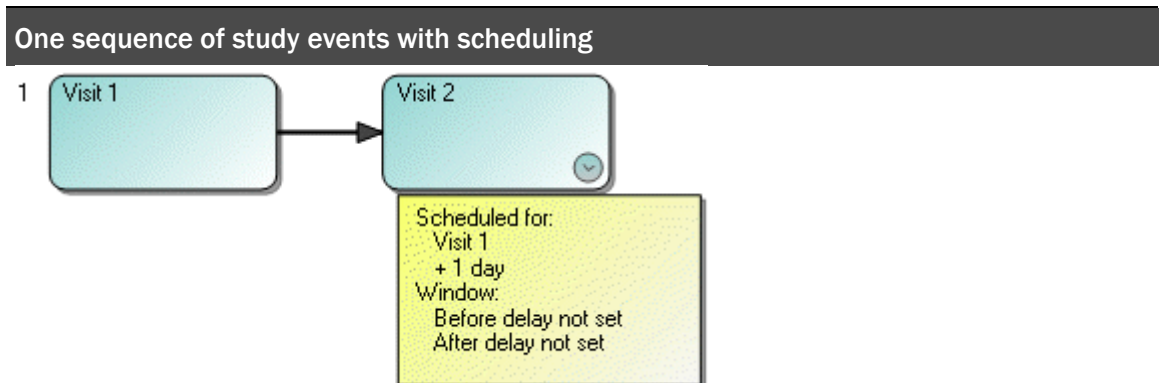 One sequence of study events with scheduling
1 Visit 1 Visit 2
Scheduled for:
Visit 1
+ 1 day
Window:
Before delay not set
After delay not set